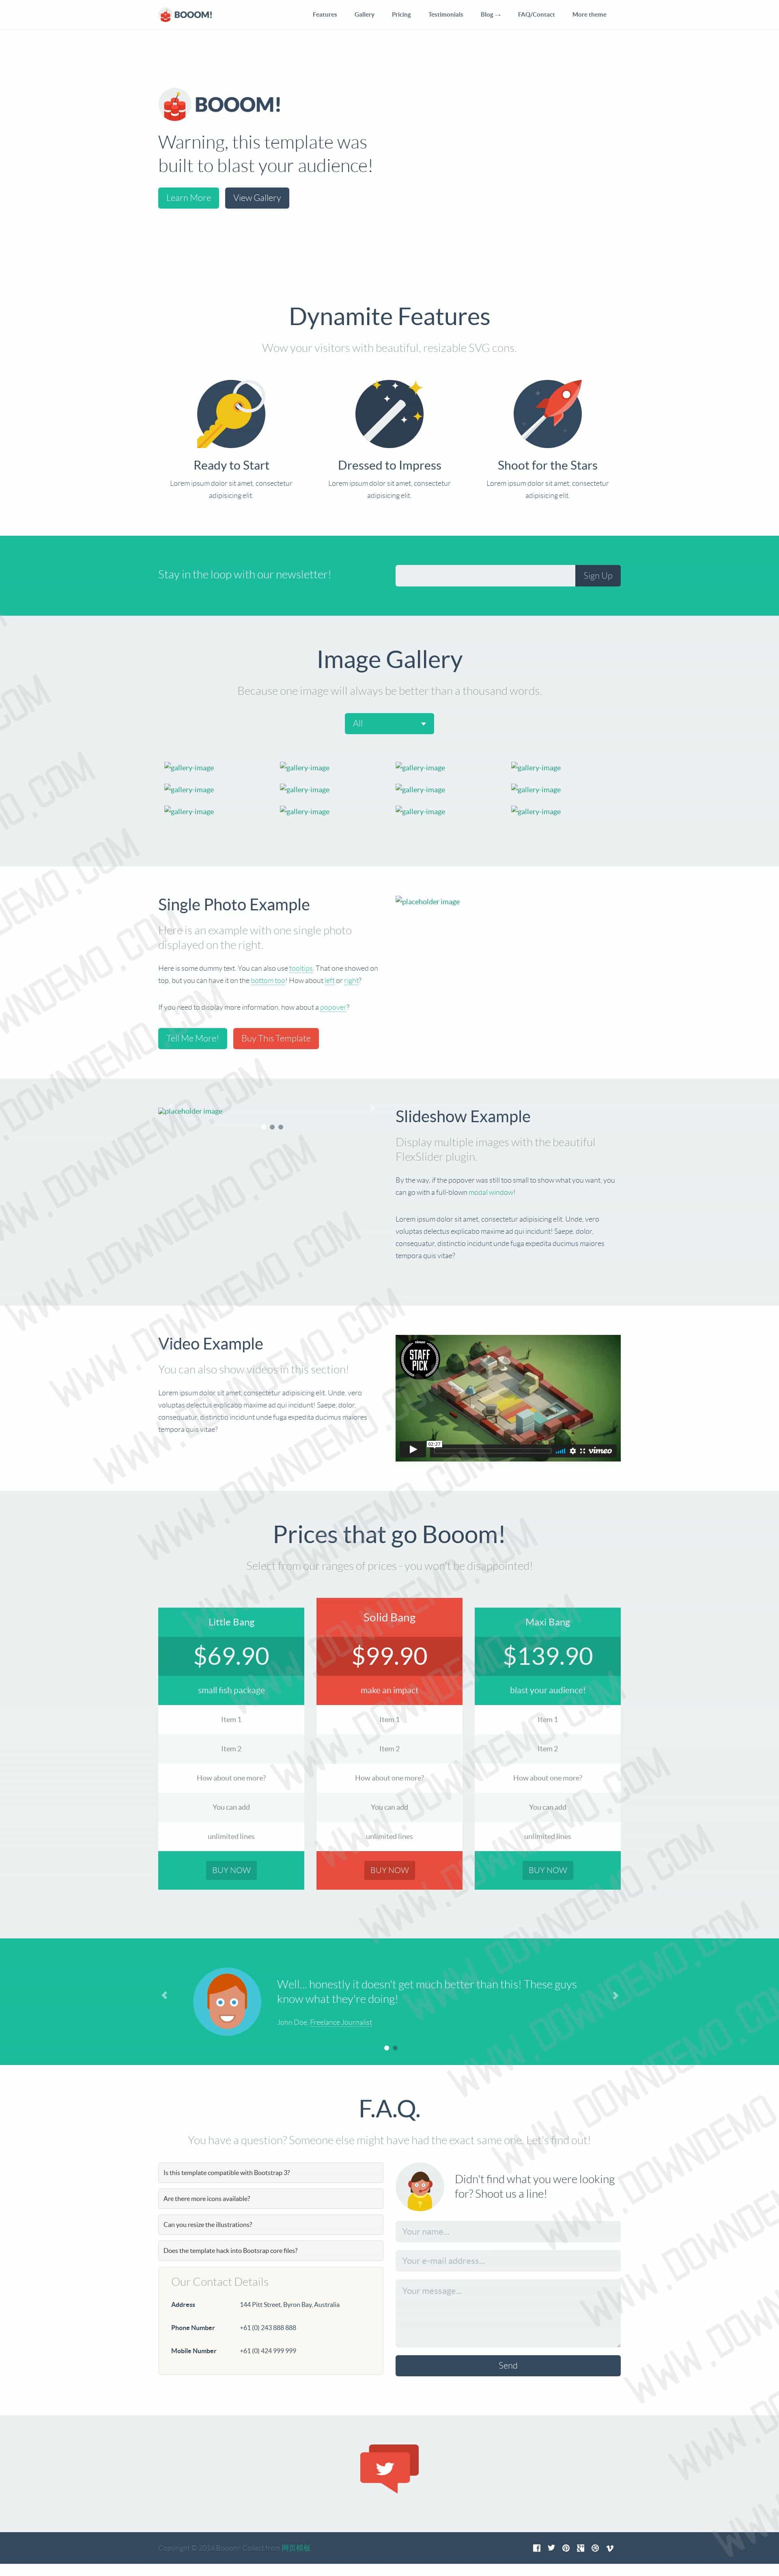 BOOOM!
Features Gallery Pricing Testimonials Blog → FAQ/Contact More theme
BOOOM!
Warning, this template was
built to blast your audience!
Learn More View Gallery
Dynamite Features
Wow your visitors with beautiful, resizable SVG cons.
Ready to Start Dressed to Impress Shoot for the Stars
Lorem ipsum dolor sit amet, consectetur
adipisicing elit.
Lorem ipsum dolor sit amet, consectetur
adipisicing elit.
Lorem ipsum dolor sit amet, consectetur
adipisicing elit.
Stay in the loop with our newsletter!
Sign Up
Image Gallery
Because one image will always be better than a thousand words.
All
gallery-image gallery-image gallery-image gallery-image
gallery-image gallery-image gallery-image gallery-image
gallery-image gallery-image gallery-image gallery-image
Single Photo Example
Here is an example with one single photo
displayed on the right.
Here is some dummy text. You can also use tooltips. That one showed on
top, but you can have it on the bottom too! How about left or right?
If you need to display more information, how about a popover?
Tell Me More! Buy This Template
placeholder image
placeholder image
Slideshow Example
Display multiple images with the beautiful
FlexSlider plugin.
By the way, if the popover was still too small to show what you want, you
can go with a full-blown modal window!
Lorem ipsum dolor sit amet, consectetur adipisicing elit. Unde, vero
voluptas delectus explicabo maxime ad qui incidunt! Saepe, dolor,
consequatur, distinctio incidunt unde fuga expedita ducimus maiores
tempora quis vitae?
Video Example
You can also show videos in this section!
Lorem ipsum dolor sit amet, consectetur adipisicing elit. Unde, vero
voluptas delectus explicabo maxime ad qui incidunt! Saepe, dolor,
consequatur, distinctio incidunt unde fuga expedita ducimus maiores
tempora quis vitae?
vimeo
STAFF
PICK
02:27
vimeo
Prices that go Booom!
Select from our ranges of prices - you won't be disappointed!
Little Bang
$69.90
small fish package
Item 1
Item 2
How about one more?
You can add
unlimited lines
BUY NOW
Solid Bang
$99.90
make an impact
Item 1
Item 2
How about one more?
You can add
unlimited lines
BUY NOW
Maxi Bang
$139.90
blast your audience!
Item 1
Item 2
How about one more?
You can add
unlimited lines
BUY NOW
Well... honestly it doesn't get much better than this! These guys
know what they're doing!
John Doe, Freelance Journalist
F.A.Q.
You have a question? Someone else might have had the exact same one. Let's find out!
Is this template compatible with Bootstrap 3?
Are there more icons available?
Can you resize the illustrations?
Does the template hack into Bootsrap core files?
Our Contact Details
Address 144 Pitt Street, Byron Bay, Australia
Phone Number +61 (0) 243 888 888
Mobile Number +61 (0) 424 999 999
Didn't find what you were looking
for? Shoot us a line!
Your name...
Your e-mail address...
Your message...
Send
Copyright © 2014 Booom! Collect from 网页模板
WWW.DOWNDEMO.COM